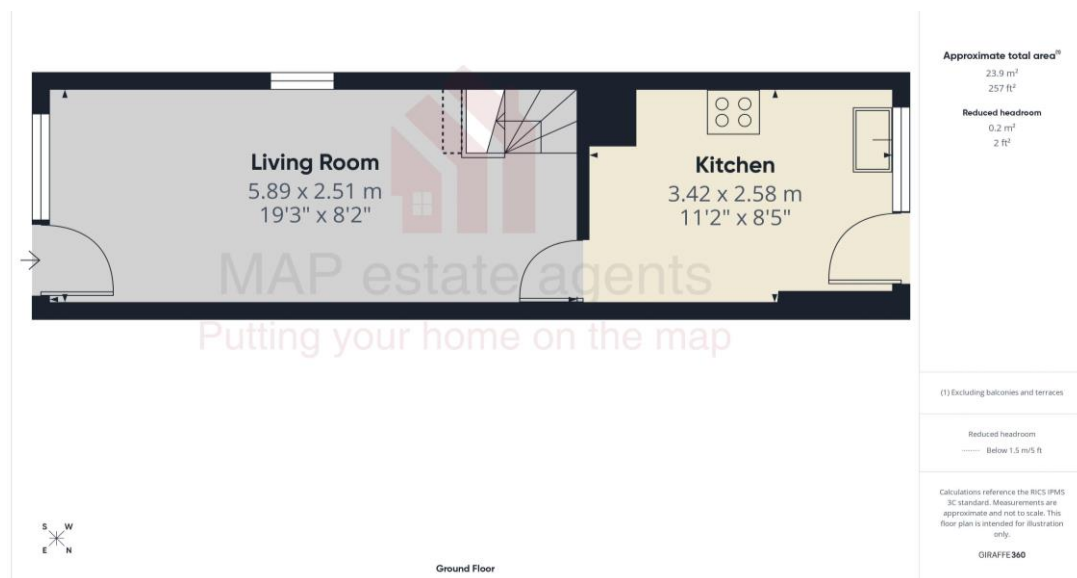 Living Room
5.89 x 2.51 m
19'3" x 8'2"
Kitchen
3.42 x 2.58 m
11'2" x 8'5"
MAP estate agents
Putting your home on the map
S W
E N
Ground Floor
Approximate total area⁽¹⁾
23.9 m²
257 ft²
Reduced headroom
0.2 m²
2 ft²
(1) Excluding balconies and terraces
Reduced headroom
Below 1.5 m/5 ft
Calculations reference the RICS IPMS
3C standard. Measurements are
approximate and not to scale. This
floor plan is intended for illustration
only.
GIRAFFE360